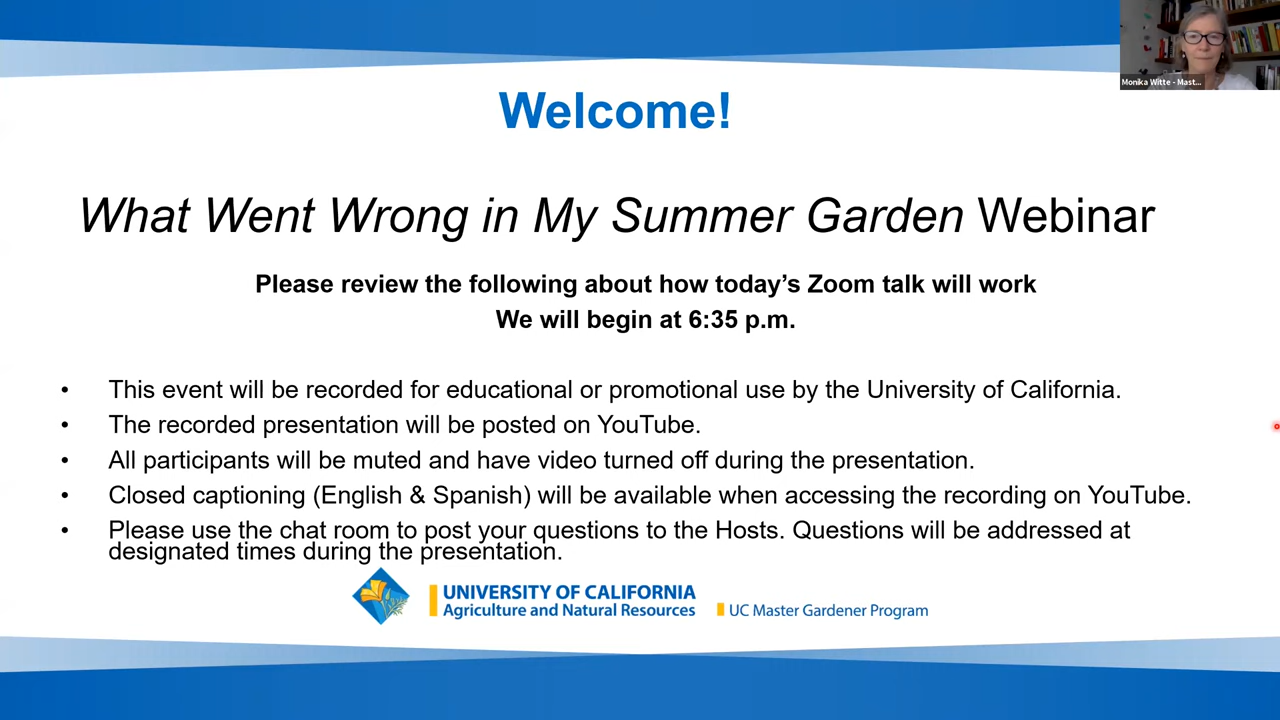 Monika Witte - Mast...
Welcome!
What Went Wrong in My Summer Garden Webinar
Please review the following about how today's Zoom talk will work
We will begin at 6:35 p.m.
• This event will be recorded for educational or promotional use by the University of California.
• The recorded presentation will be posted on YouTube.
• All participants will be muted and have video turned off during the presentation.
• Closed captioning (English & Spanish) will be available when accessing the recording on YouTube.
• Please use the chat room to post your questions to the Hosts. Questions will be addressed at
designated times during the presentation.
UNIVERSITY OF CALIFORNIA
Agriculture and Natural Resources
UC Master Gardener Program